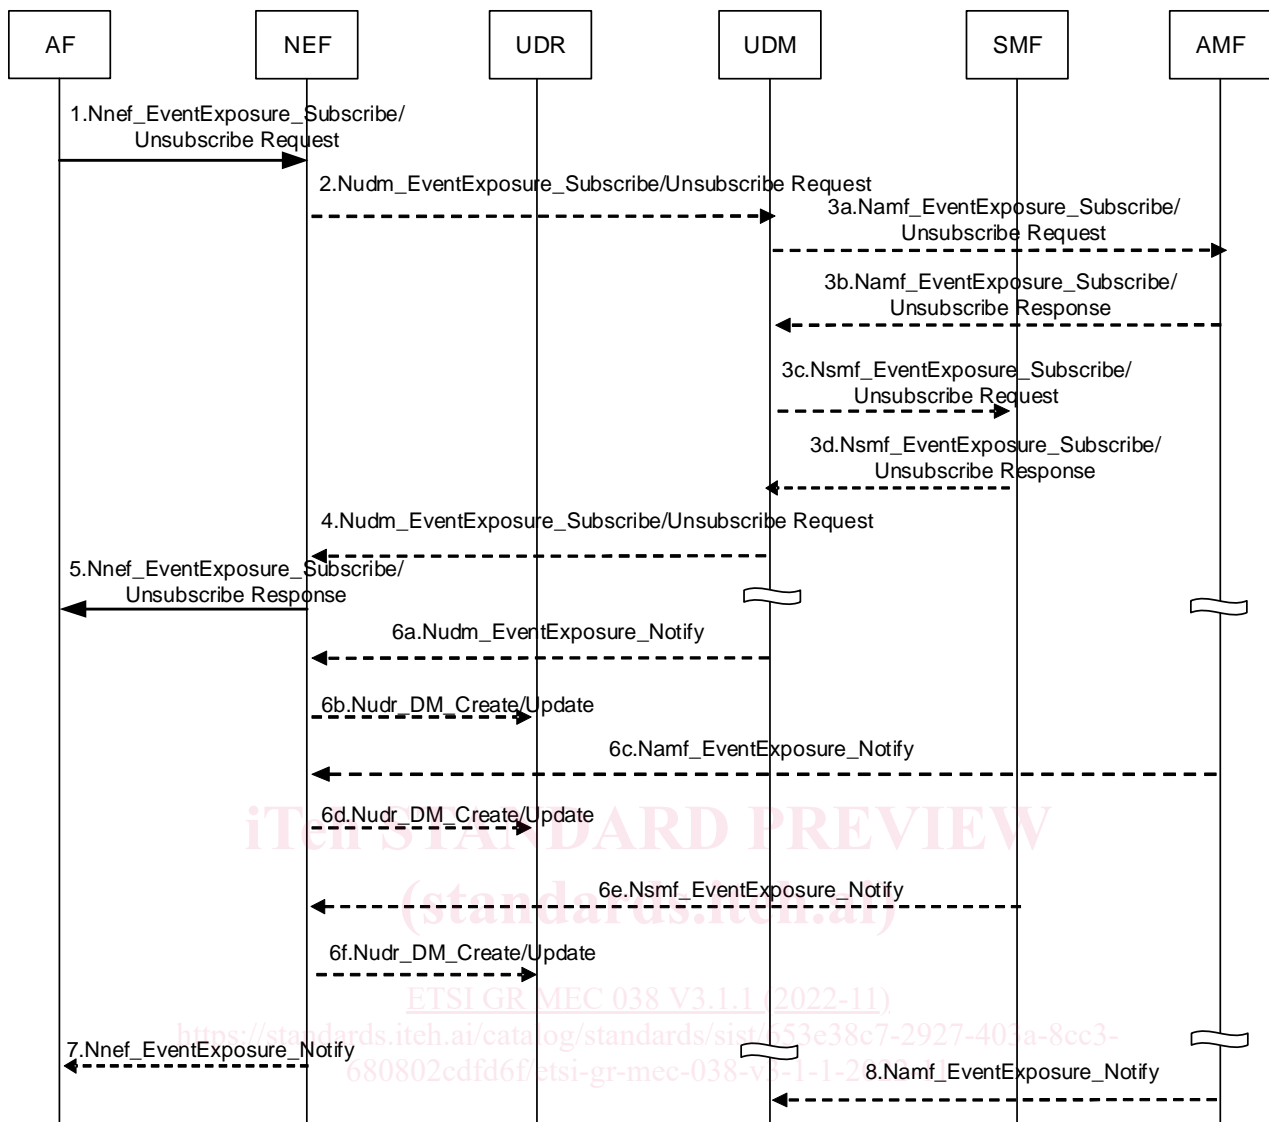 AF
NEF
UDR
UDM
SMF
AMF
1.Nnef_EventExposure_Subscribe/
Unsubscribe Request
2.Nudm_EventExposure_Subscribe/Unsubscribe Request
3a.Namf_EventExposure_Subscribe/
Unsubscribe Request
3b.Namf_EventExposure_Subscribe/
Unsubscribe Response
3c.Nsmf_EventExposure_Subscribe/
Unsubscribe Request
3d.Nsmf_EventExposure_Subscribe/
Unsubscribe Response
4.Nudm_EventExposure_Subscribe/Unsubscribe Request
5.Nnef_EventExposure_Subscribe/
Unsubscribe Response
6a.Nudm_EventExposure_Notify
6b.Nudr_DM_Create/Update
6c.Namf_EventExposure_Notify
6d.Nudr_DM_Create/Update
iTeh STANDARD PREVIEW
6e.Nsmf_EventExposure_Notify
(standards.iteh.ai)
6f.Nudr_DM_Create/Update
ETSI GR MEC 038 V3.1.1 (2022-11)
https://standards.iteh.ai/catalog/standards/sist/653e38c7-2927-403a-8cc3-
7.Nnef_EventExposure_Notify
680802cdfd6f/etsi-gr-mec-038-v3-1-1-2022-11
8.Namf_EventExposure_Notify